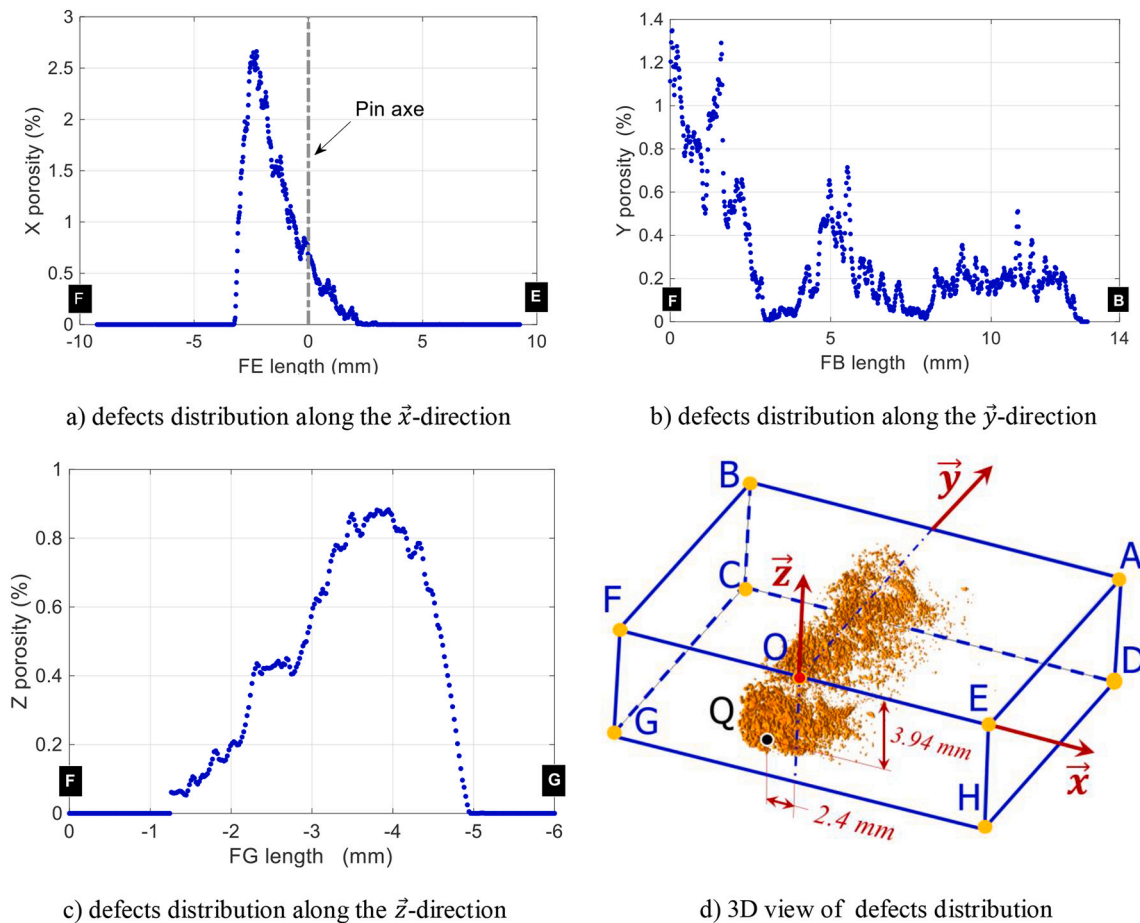 3
2.5
2
1.5
1
0.5
0
X porosity (%)
Pin axe
F
E
-10
-5
0
5
10
FE length (mm)
a) defects distribution along the x⃗-direction
1.4
1.2
1
0.8
0.6
0.4
0.2
0
Y porosity (%)
F
B
0
5
10
14
FB length (mm)
b) defects distribution along the y⃗-direction
1
0.8
0.6
0.4
0.2
0
Z porosity (%)
F
G
0
-1
-2
-3
-4
-5
-6
FG length (mm)
c) defects distribution along the z⃗-direction
B
y⃗
A
C
z⃗
F
O
D
E
G
Q
3.94 mm
x⃗
H
2.4 mm
d) 3D view of defects distribution